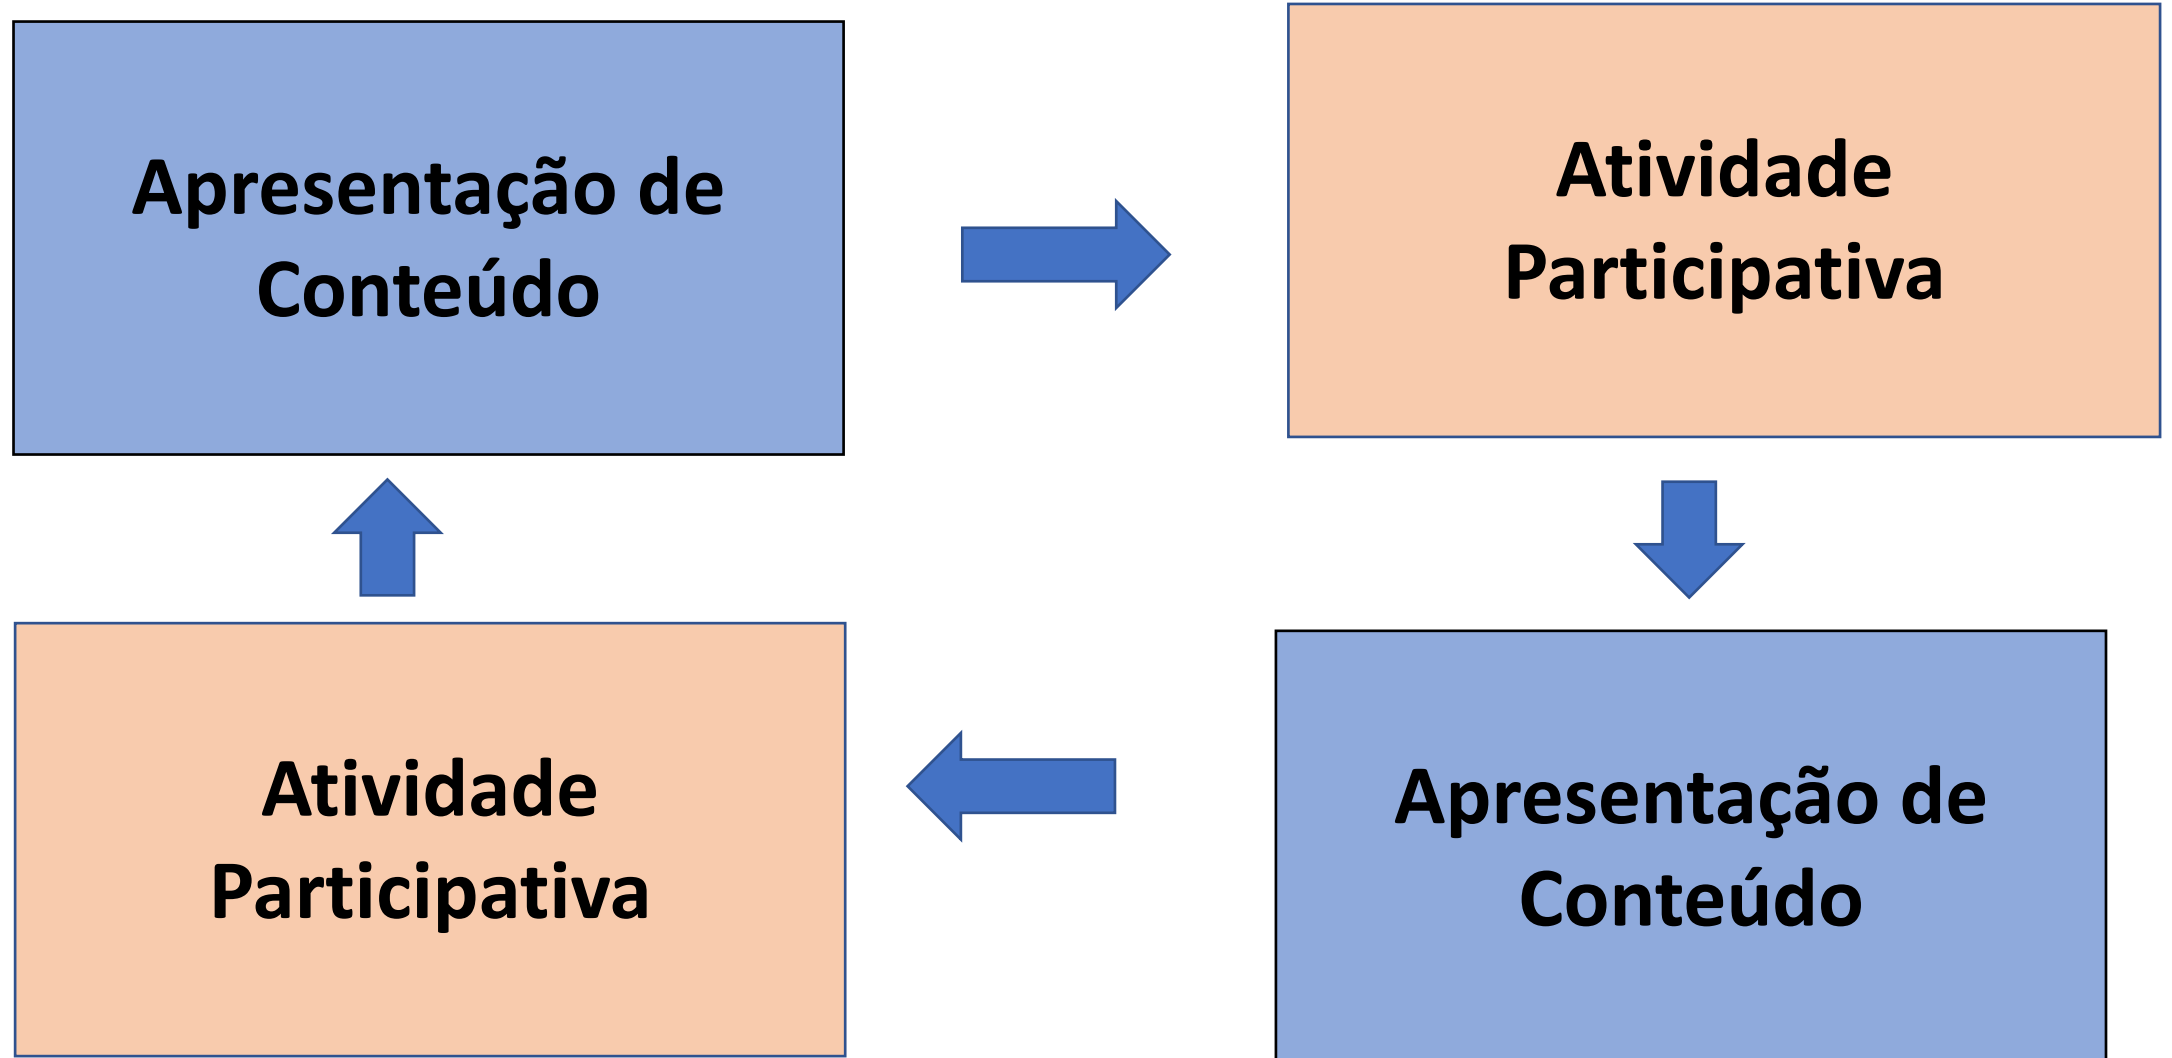 Apresentação de
Conteúdo
Atividade
Participativa
Atividade
Participativa
Apresentação de
Conteúdo